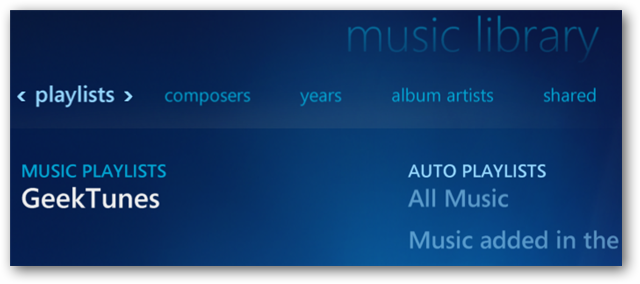 music library
‹ playlists › composers years album artists shared
MUSIC PLAYLISTS
GeekTunes
AUTO PLAYLISTS
All Music
Music added in the